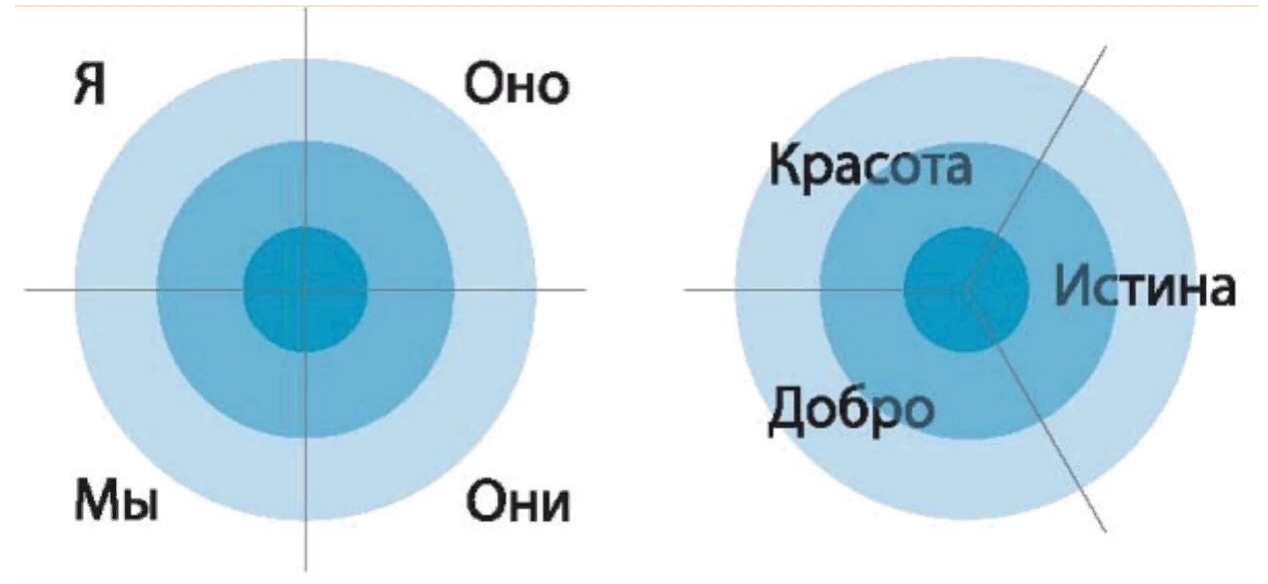 Я
Оно
Мы
Они
Красота
Истина
Добро